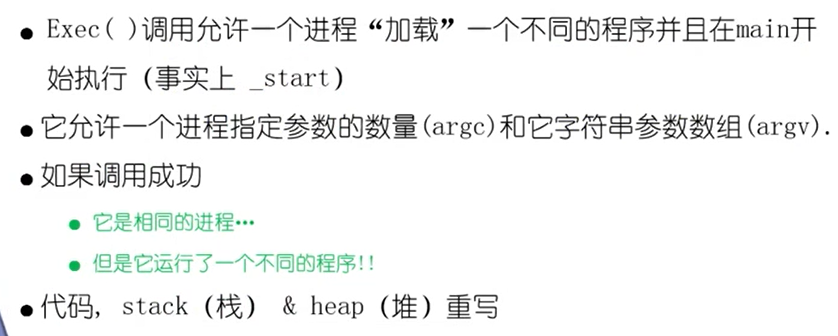 ● Exec( )调用允许一个进程“加载”一个不同的程序并且在main开
始执行（事实上 _start）
● 它允许一个进程指定参数的数量(argc)和它字符串参数数组(argv).
● 如果调用成功
● 它是相同的进程…
● 但是它运行了一个不同的程序!!
● 代码, stack（栈） & heap（堆）重写